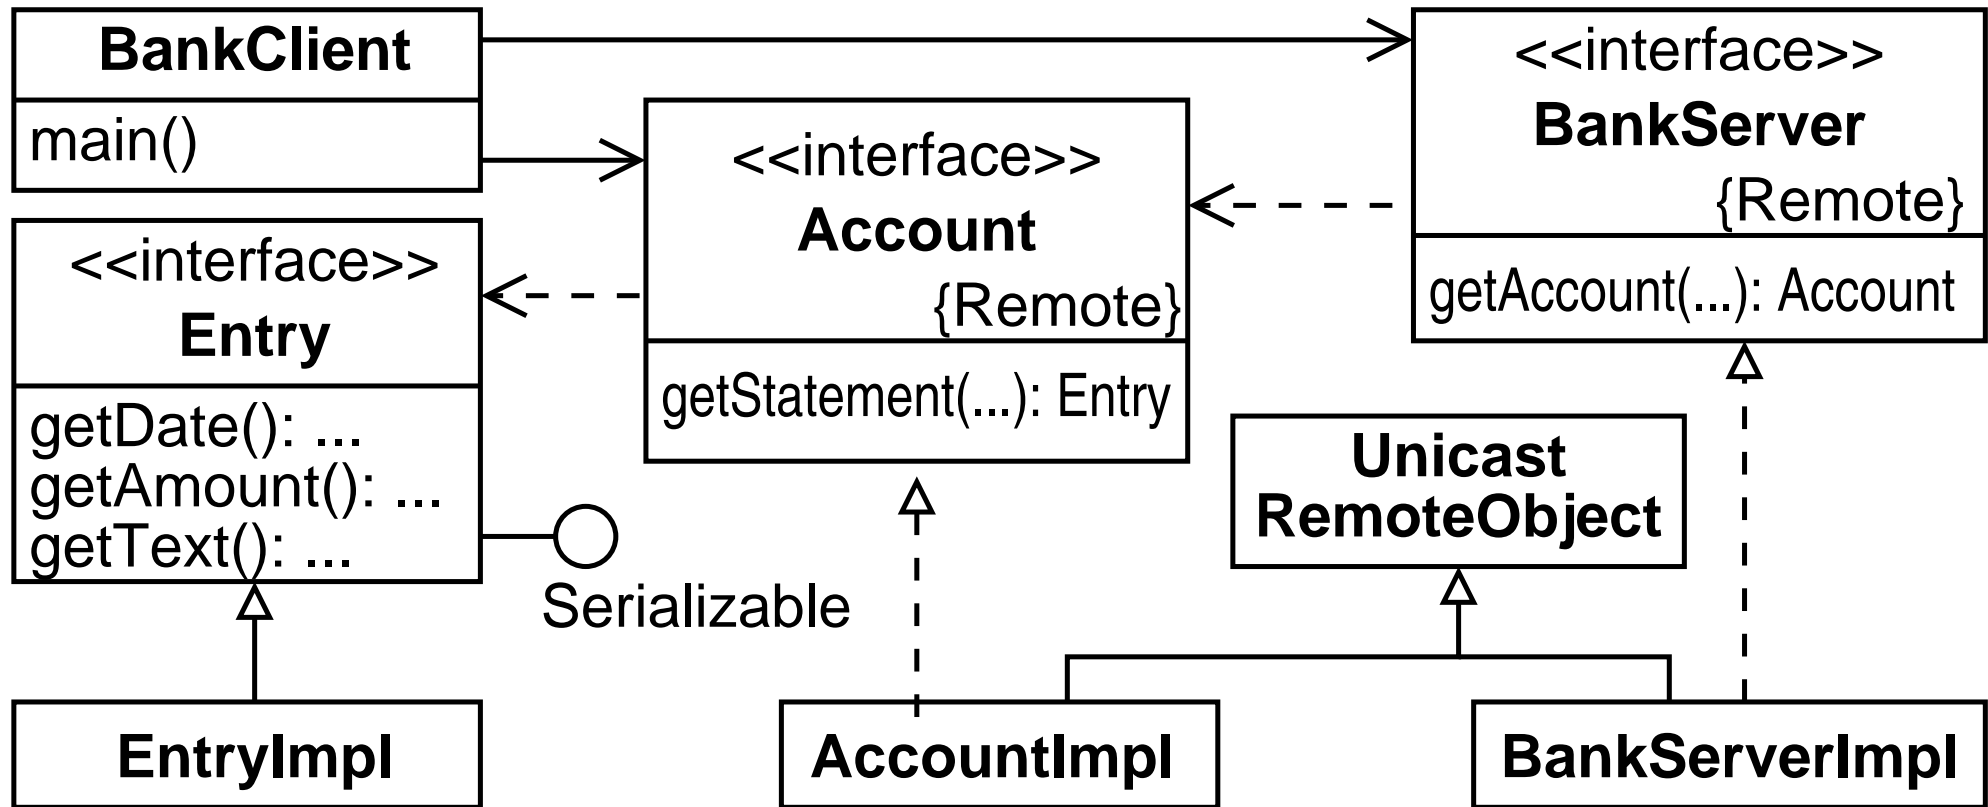 BankClient
main()
<<interface>>
BankServer
{Remote}
getAccount(...): Account
<<interface>>
Account
{Remote}
getStatement(...): Entry
<<interface>>
Entry
getDate(): ...
getAmount(): ...
getText(): ...
Serializable
Unicast
RemoteObject
EntryImpl
AccountImpl
BankServerImpl